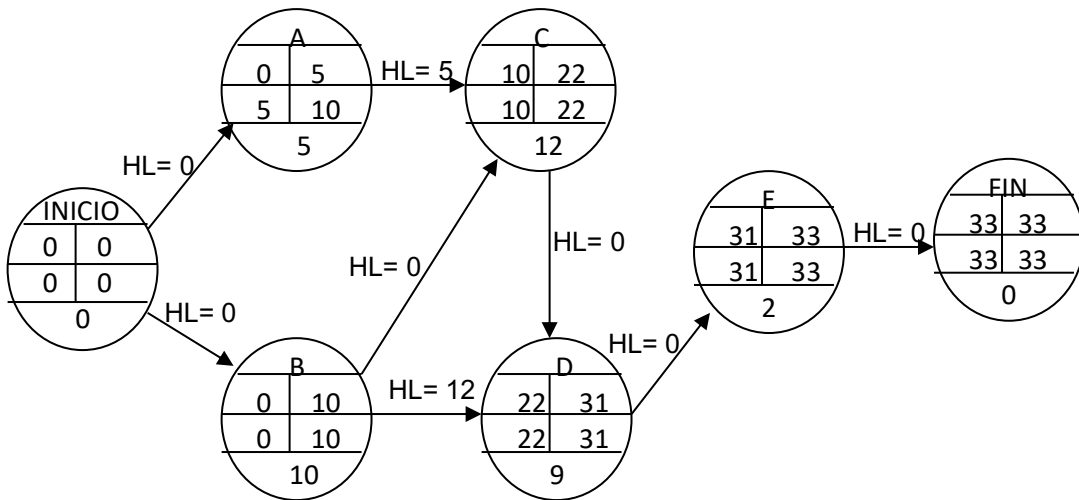 A
0 5
5 10
5
HL= 5
C
10 22
10 22
12
HL= 0
INICIO
0 0
0 0
0
HL= 0
HL= 0
HL= 0
E
31 33
31 33
2
HL= 0
FIN
33 33
33 33
0
B
0 10
0 10
10
HL= 12
D
22 31
22 31
9
HL= 0